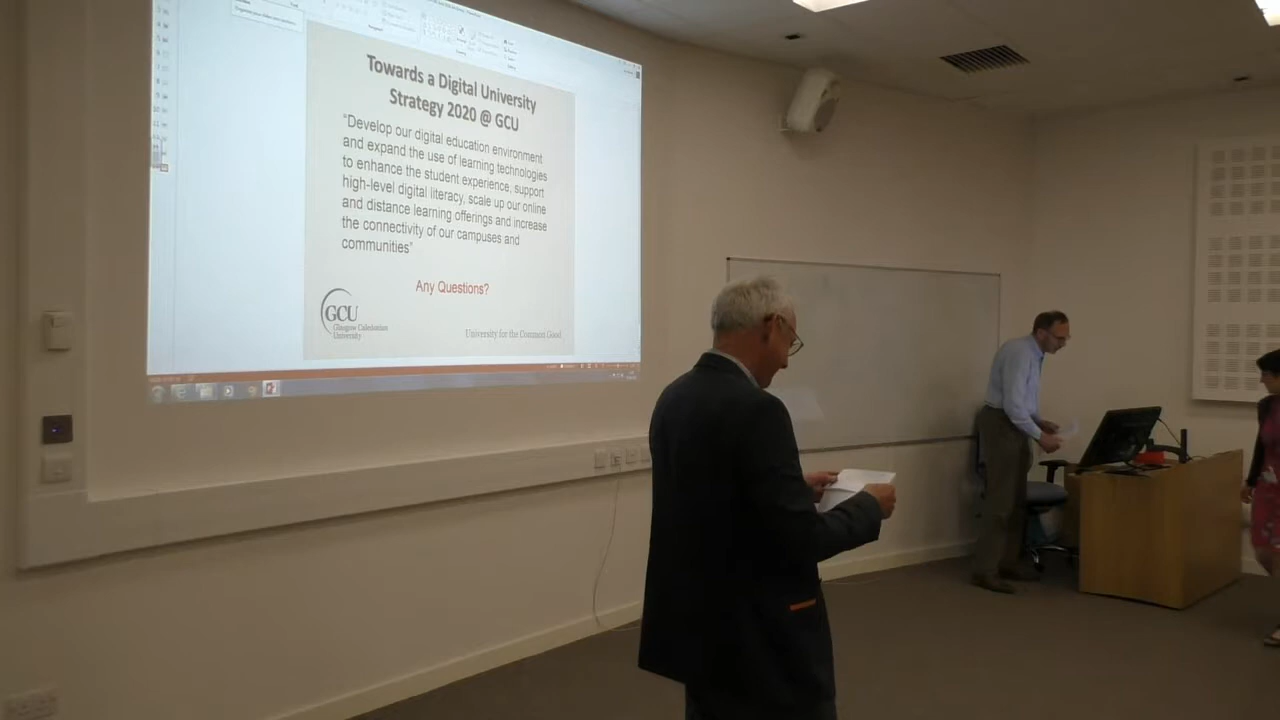 Towards a Digital University
Strategy 2020 @ GCU
“Develop our digital education environment
and expand the use of learning technologies
to enhance the student experience, support
high-level digital literacy, scale up our online
and distance learning offerings and increase
the connectivity of our campuses and
communities”
Any Questions?
GCU
Glasgow Caledonian
University
University for the Common Good